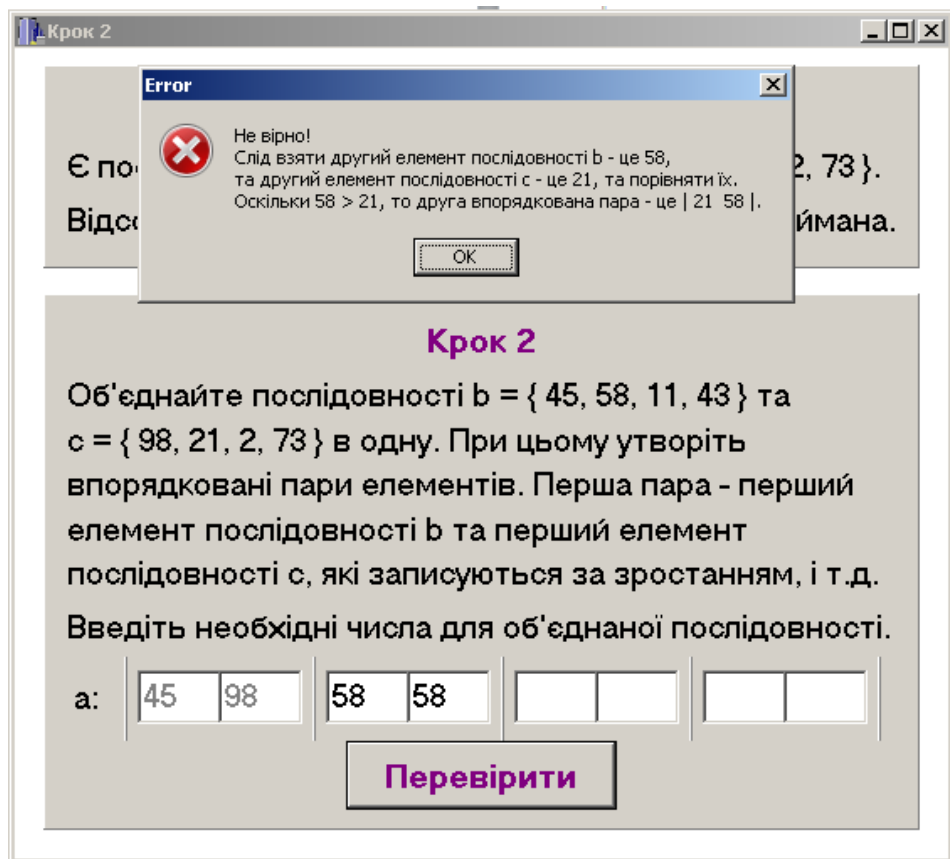 Крок 2
Error
Не вірно!
Слід взяти другий елемент послідовності b - це 58,
та другий елемент послідовності c - це 21, та порівняти їх.
Оскільки 58 > 21, то друга впорядкована пара - це | 21 58 |.
OK
Є 2, 73 }.
Крок 2
Об'єднайте послідовності b = { 45, 58, 11, 43 } та
c = { 98, 21, 2, 73 } в одну. При цьому утворіть
впорядковані пари елементів. Перша пара - перший
елемент послідовності b та перший елемент
послідовності c, які записуються за зростанням, і т.д.
Введіть необхідні числа для об'єднаної послідовності.
a: 45 98 58 58
Перевірити